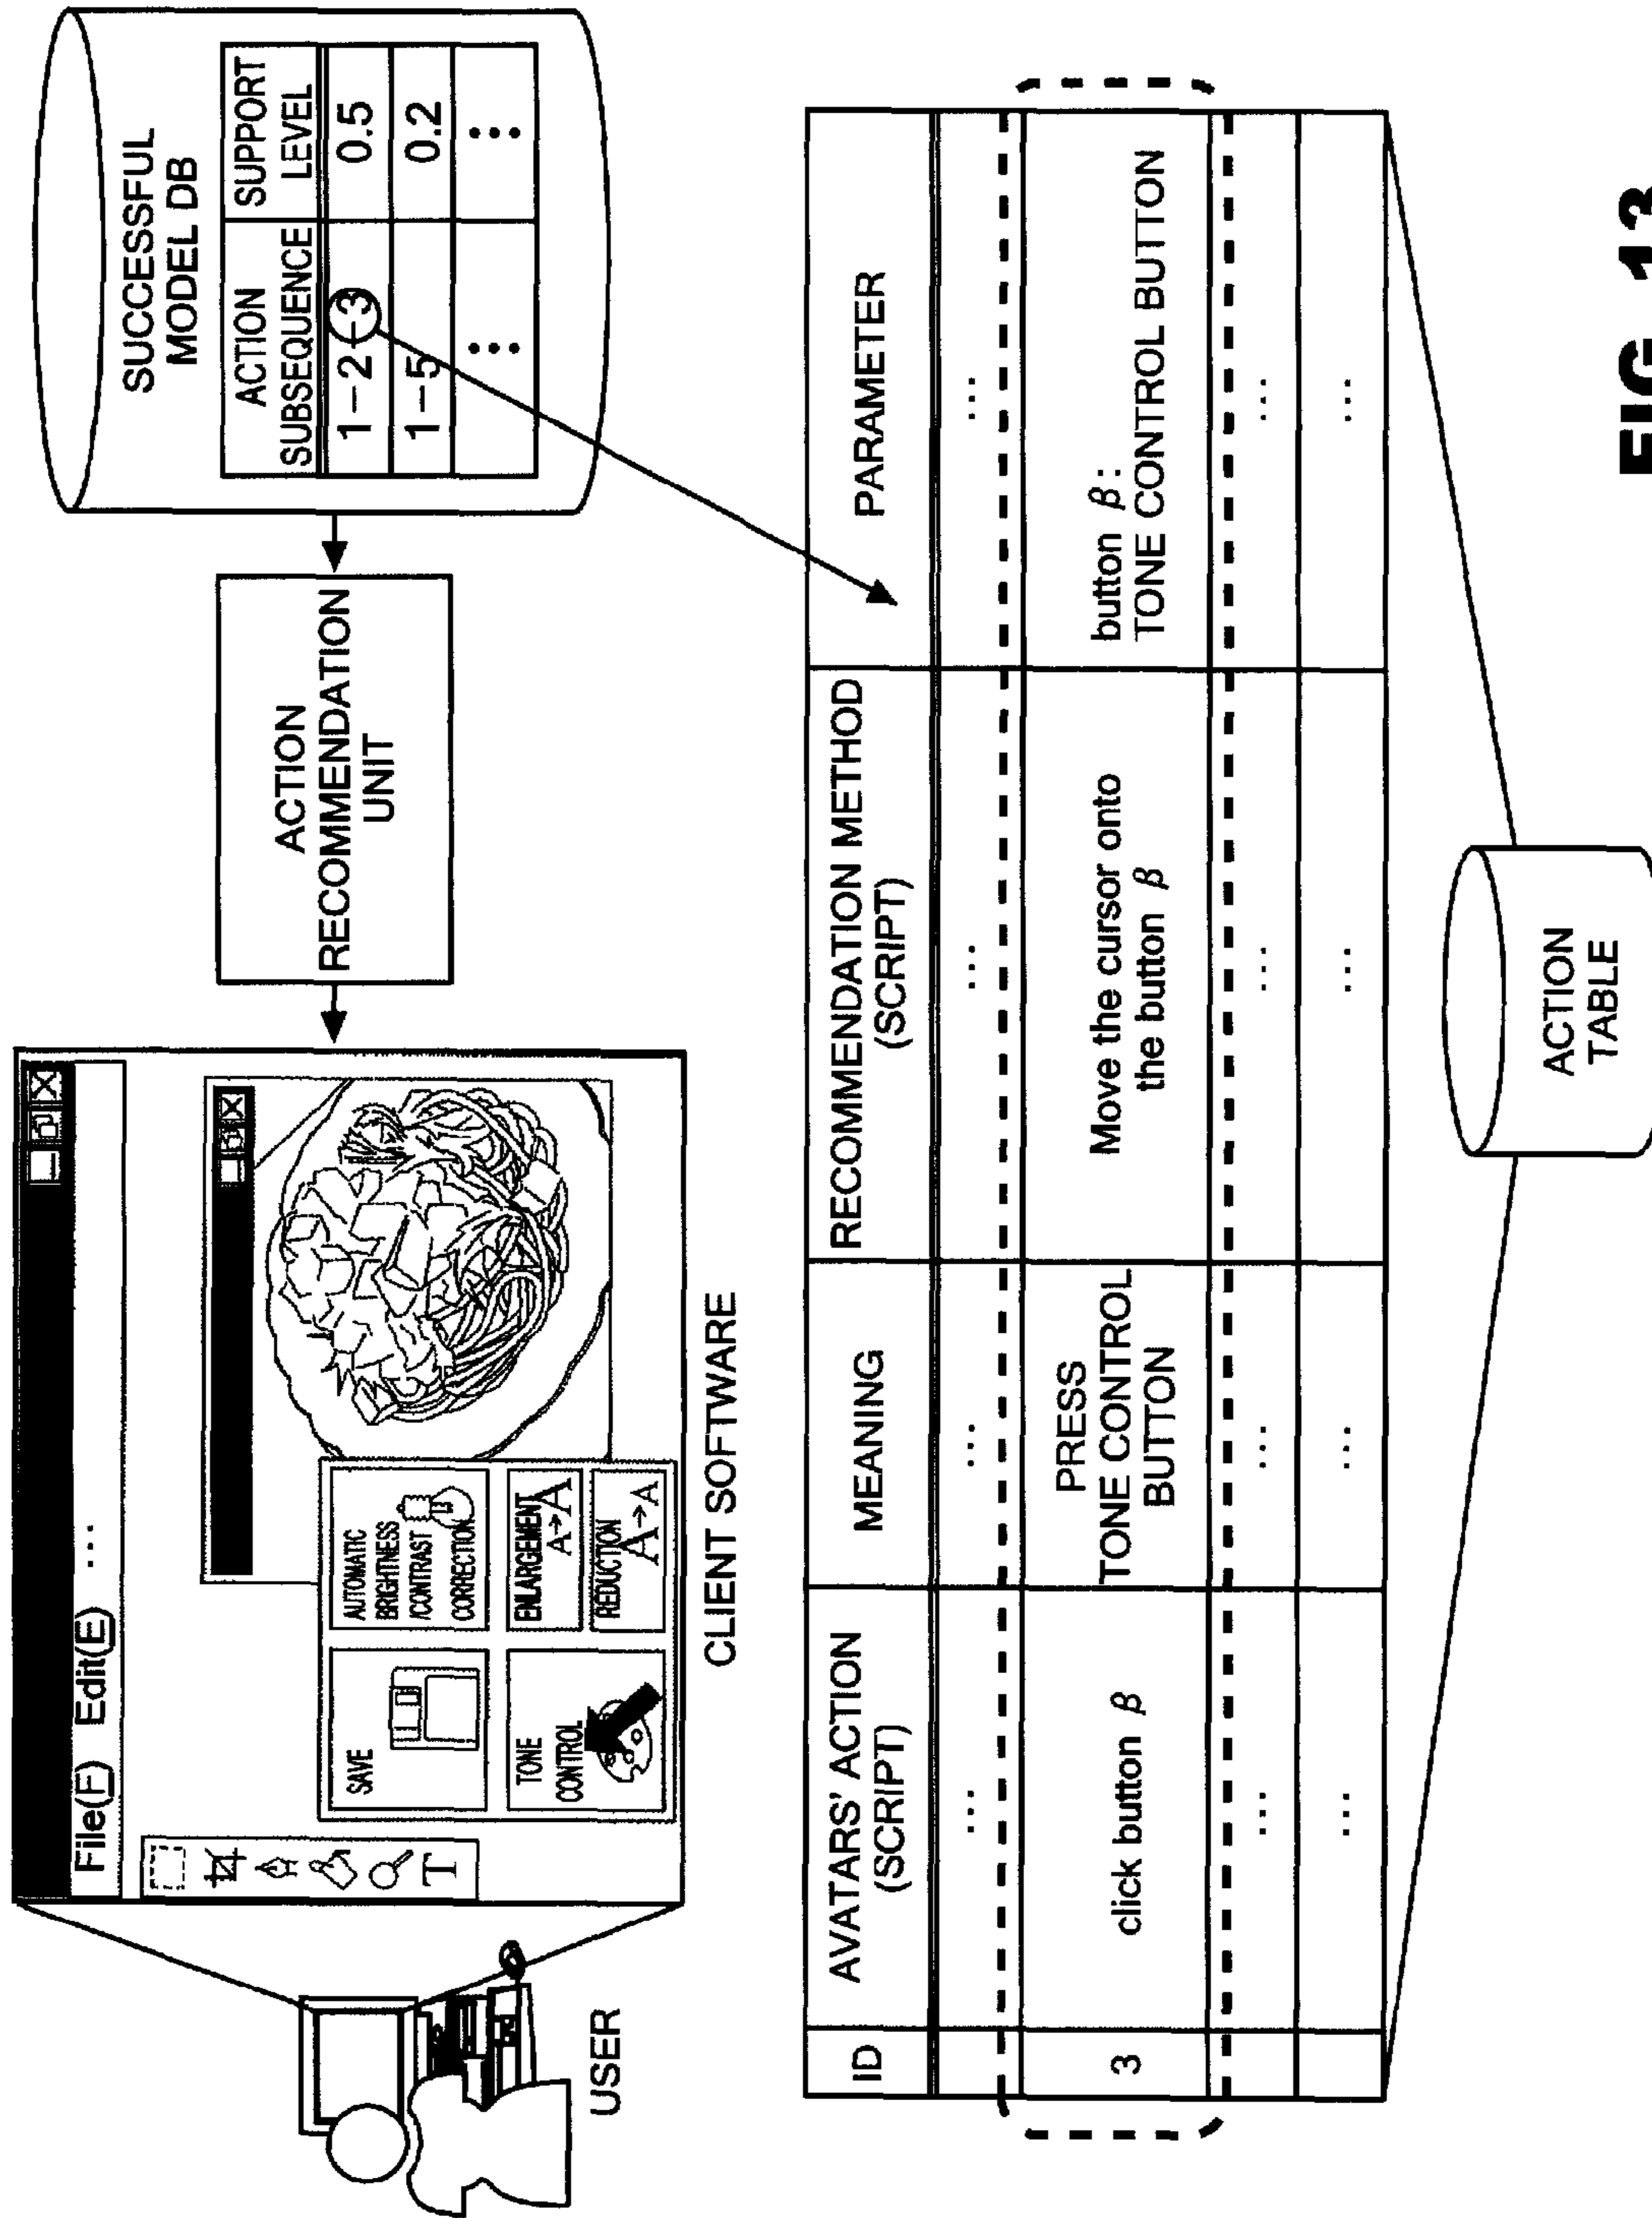 File(F) Edit(E) ...
T
SAVE
AUTOMATIC
BRIGHTNESS
/CONTRAST
CORRECTION
TONE
CONTROL
ENLARGEMENT
A→A
REDUCTION
A→A
USER
CLIENT SOFTWARE
ACTION
RECOMMENDATION
UNIT
SUCCESSFUL
MODEL DB
ACTION
SUBSEQUENCE
SUPPORT
LEVEL
1-2-3 0.5
1-5 0.2
⋮ ⋮
ID
AVATARS' ACTION
(SCRIPT)
MEANING
RECOMMENDATION METHOD
(SCRIPT)
PARAMETER
... ... ... ...
3
click button β
PRESS
TONE CONTROL
BUTTON
Move the cursor onto
the button β
button β:
TONE CONTROL BUTTON
... ... ... ...
... ... ... ...
ACTION
TABLE
FIG. 13